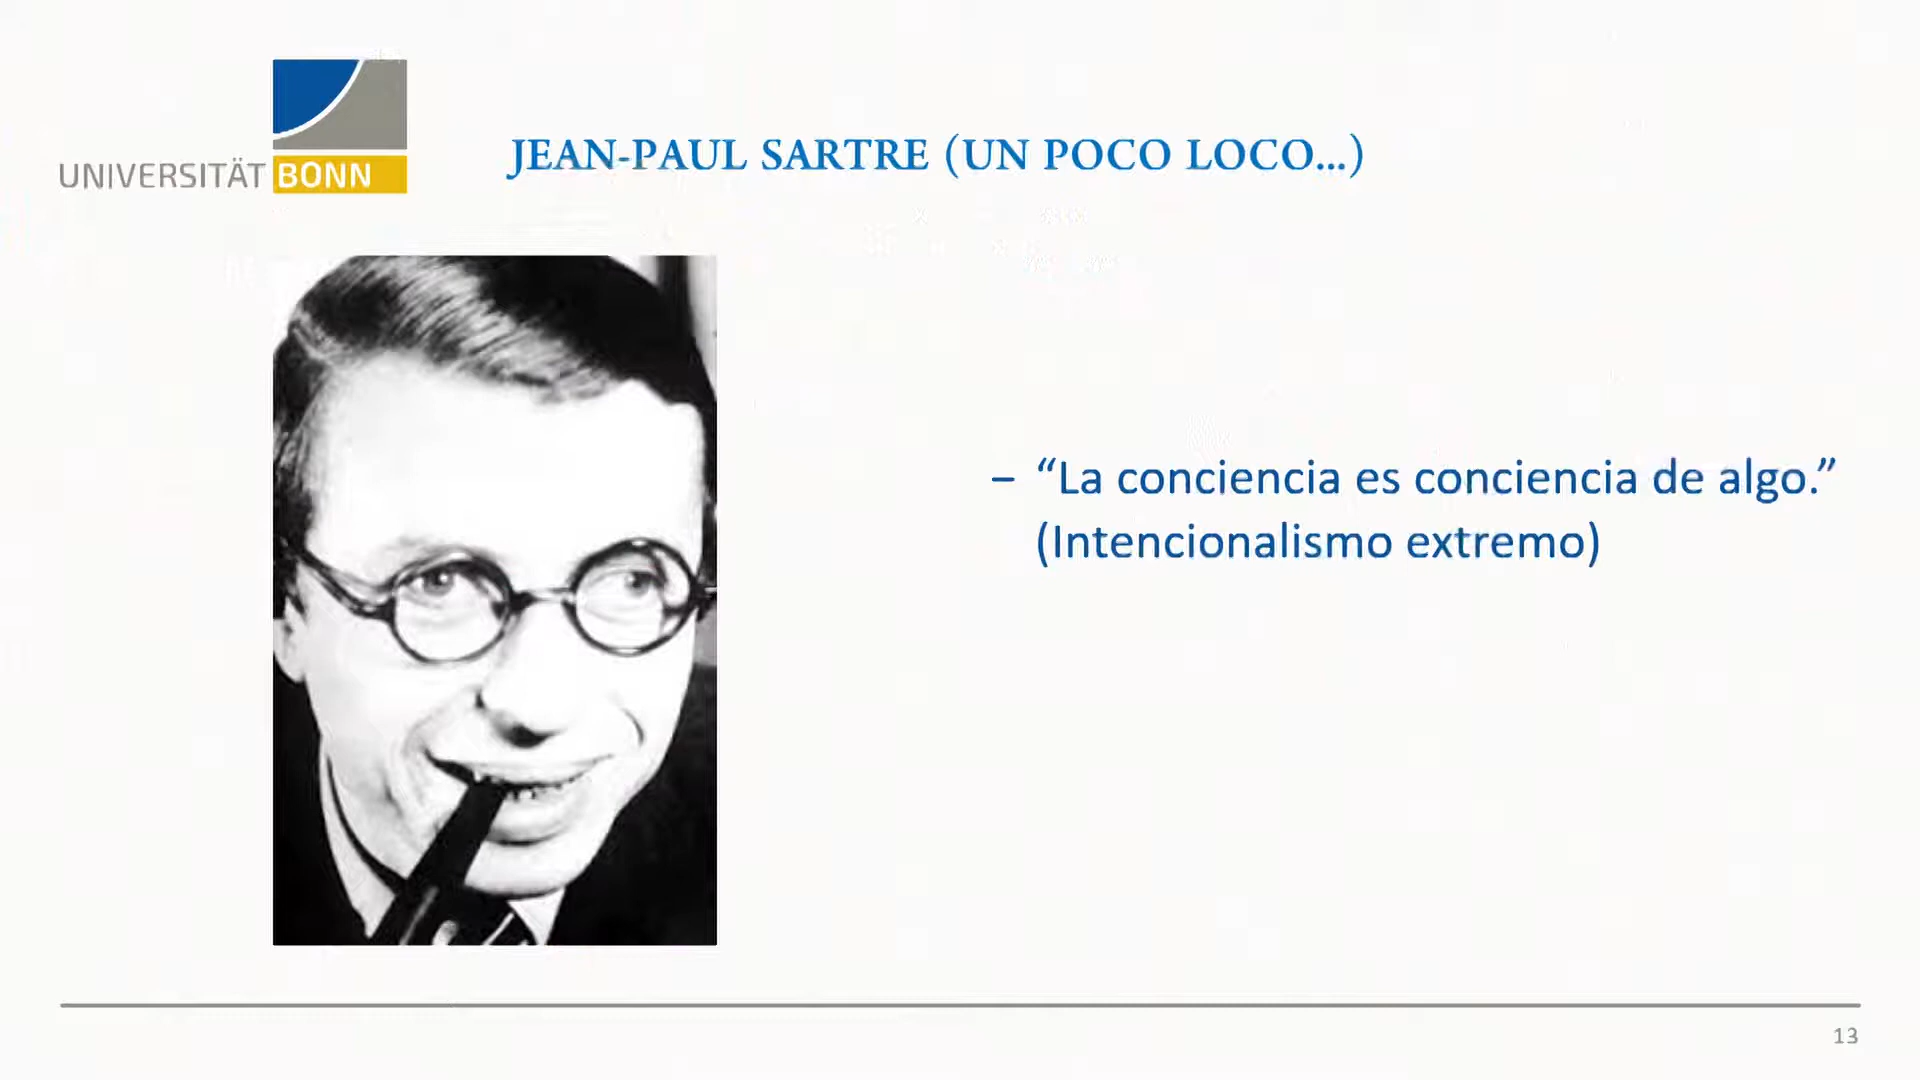 UNIVERSITÄT BONN
JEAN-PAUL SARTRE (UN POCO LOCO...)
– “La conciencia es conciencia de algo.”
(Intencionalismo extremo)
13